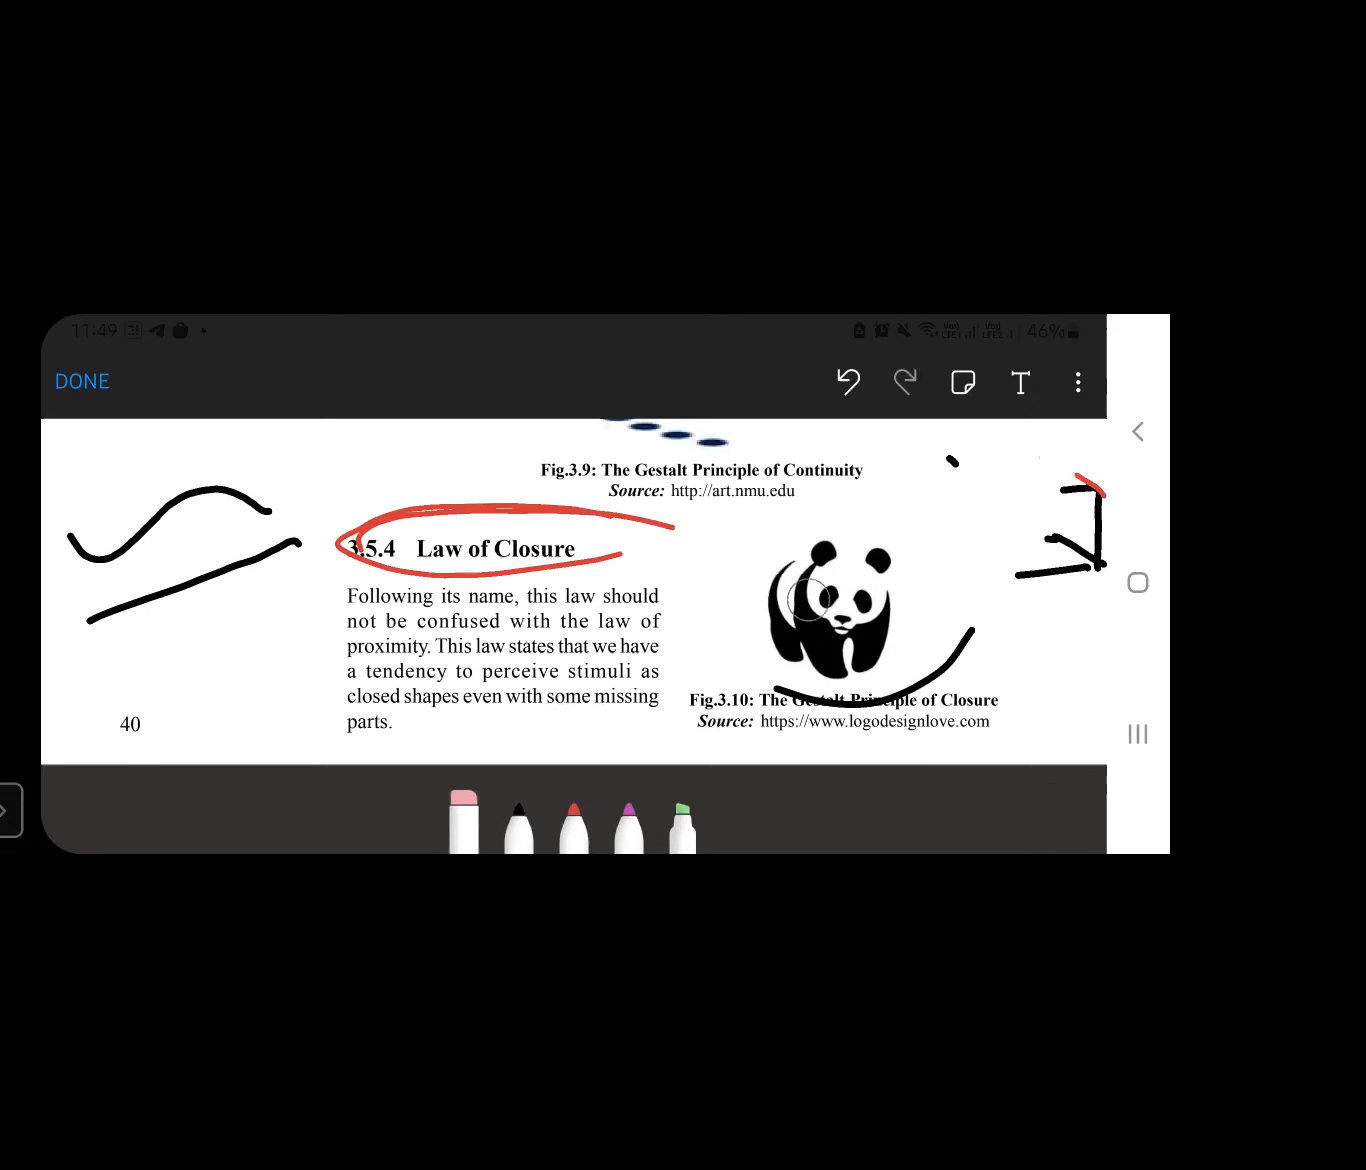 11:49
46%
DONE
T
Fig.3.9: The Gestalt Principle of Continuity
Source: http://art.nmu.edu
3.5.4 Law of Closure
Following its name, this law should
not be confused with the law of
proximity. This law states that we have
a tendency to perceive stimuli as
closed shapes even with some missing
parts.
Fig.3.10: The Gestalt Principle of Closure
Source: https://www.logodesignlove.com
40